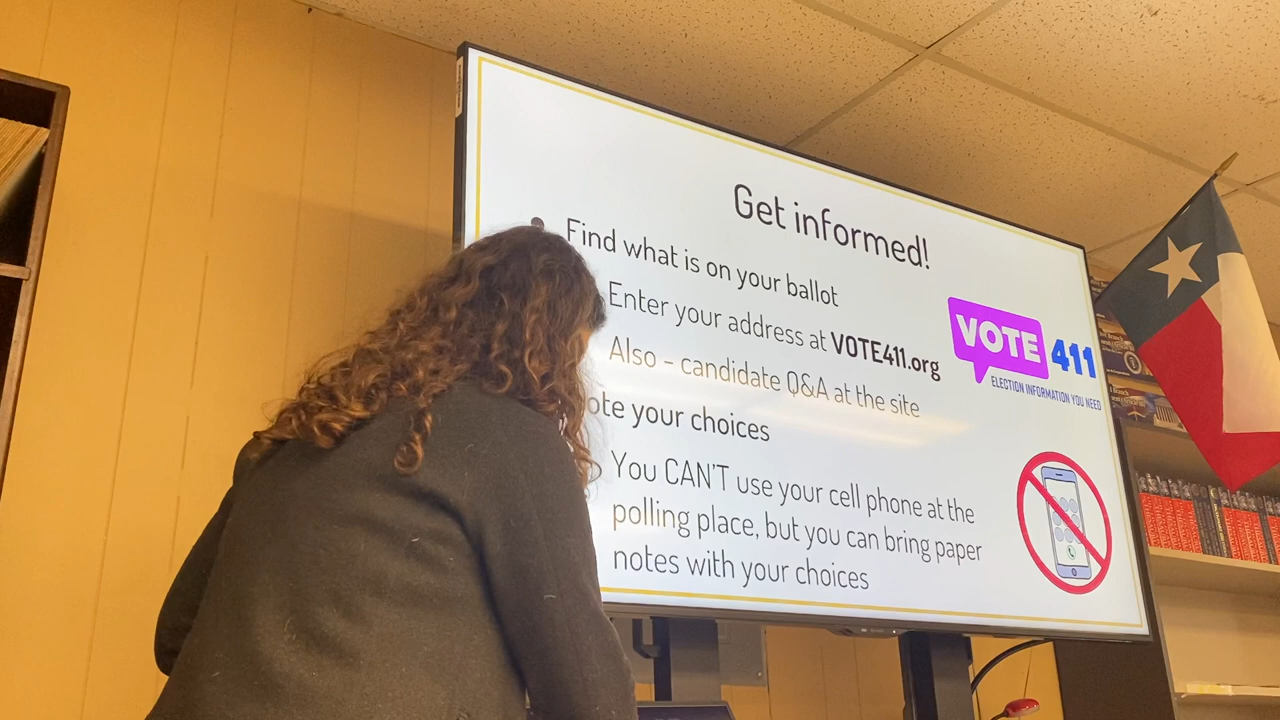 Get informed!
Find what is on your ballot
Enter your address at VOTE411.org
Also - candidate Q&A at the site
ote your choices
You CAN'T use your cell phone at the
polling place, but you can bring paper
notes with your choices
VOTE 411
ELECTION INFORMATION YOU NEED